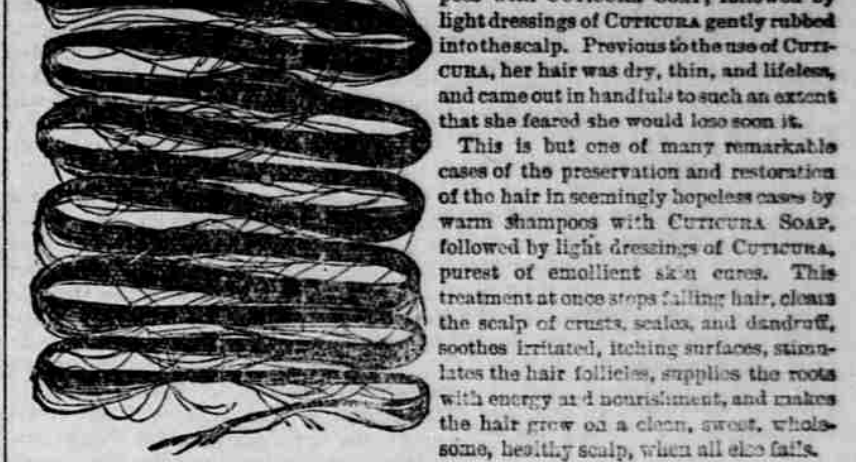 light dressings of CUTICURA gently rubbed
into the scalp. Previous to the use of CUTI-
CURA, her hair was dry, thin, and lifeless,
and came out in handfuls to such an extent
that she feared she would lose soon it.
This is but one of many remarkable
cases of the preservation and restoration
of the hair in seemingly hopeless cases by
warm shampoos with CUTICURA SOAP,
followed by light dressings of CUTICURA,
purest of emollient skin cures. This
treatment at once stops falling hair, clears
the scalp of crusts, scales, and dandruff,
soothes irritated, itching surfaces, stimu-
lates the hair follicles, supplies the roots
with energy and nourishment, and makes
the hair grow on a clean, sweet, whole-
some, healthy scalp, when all else fails.